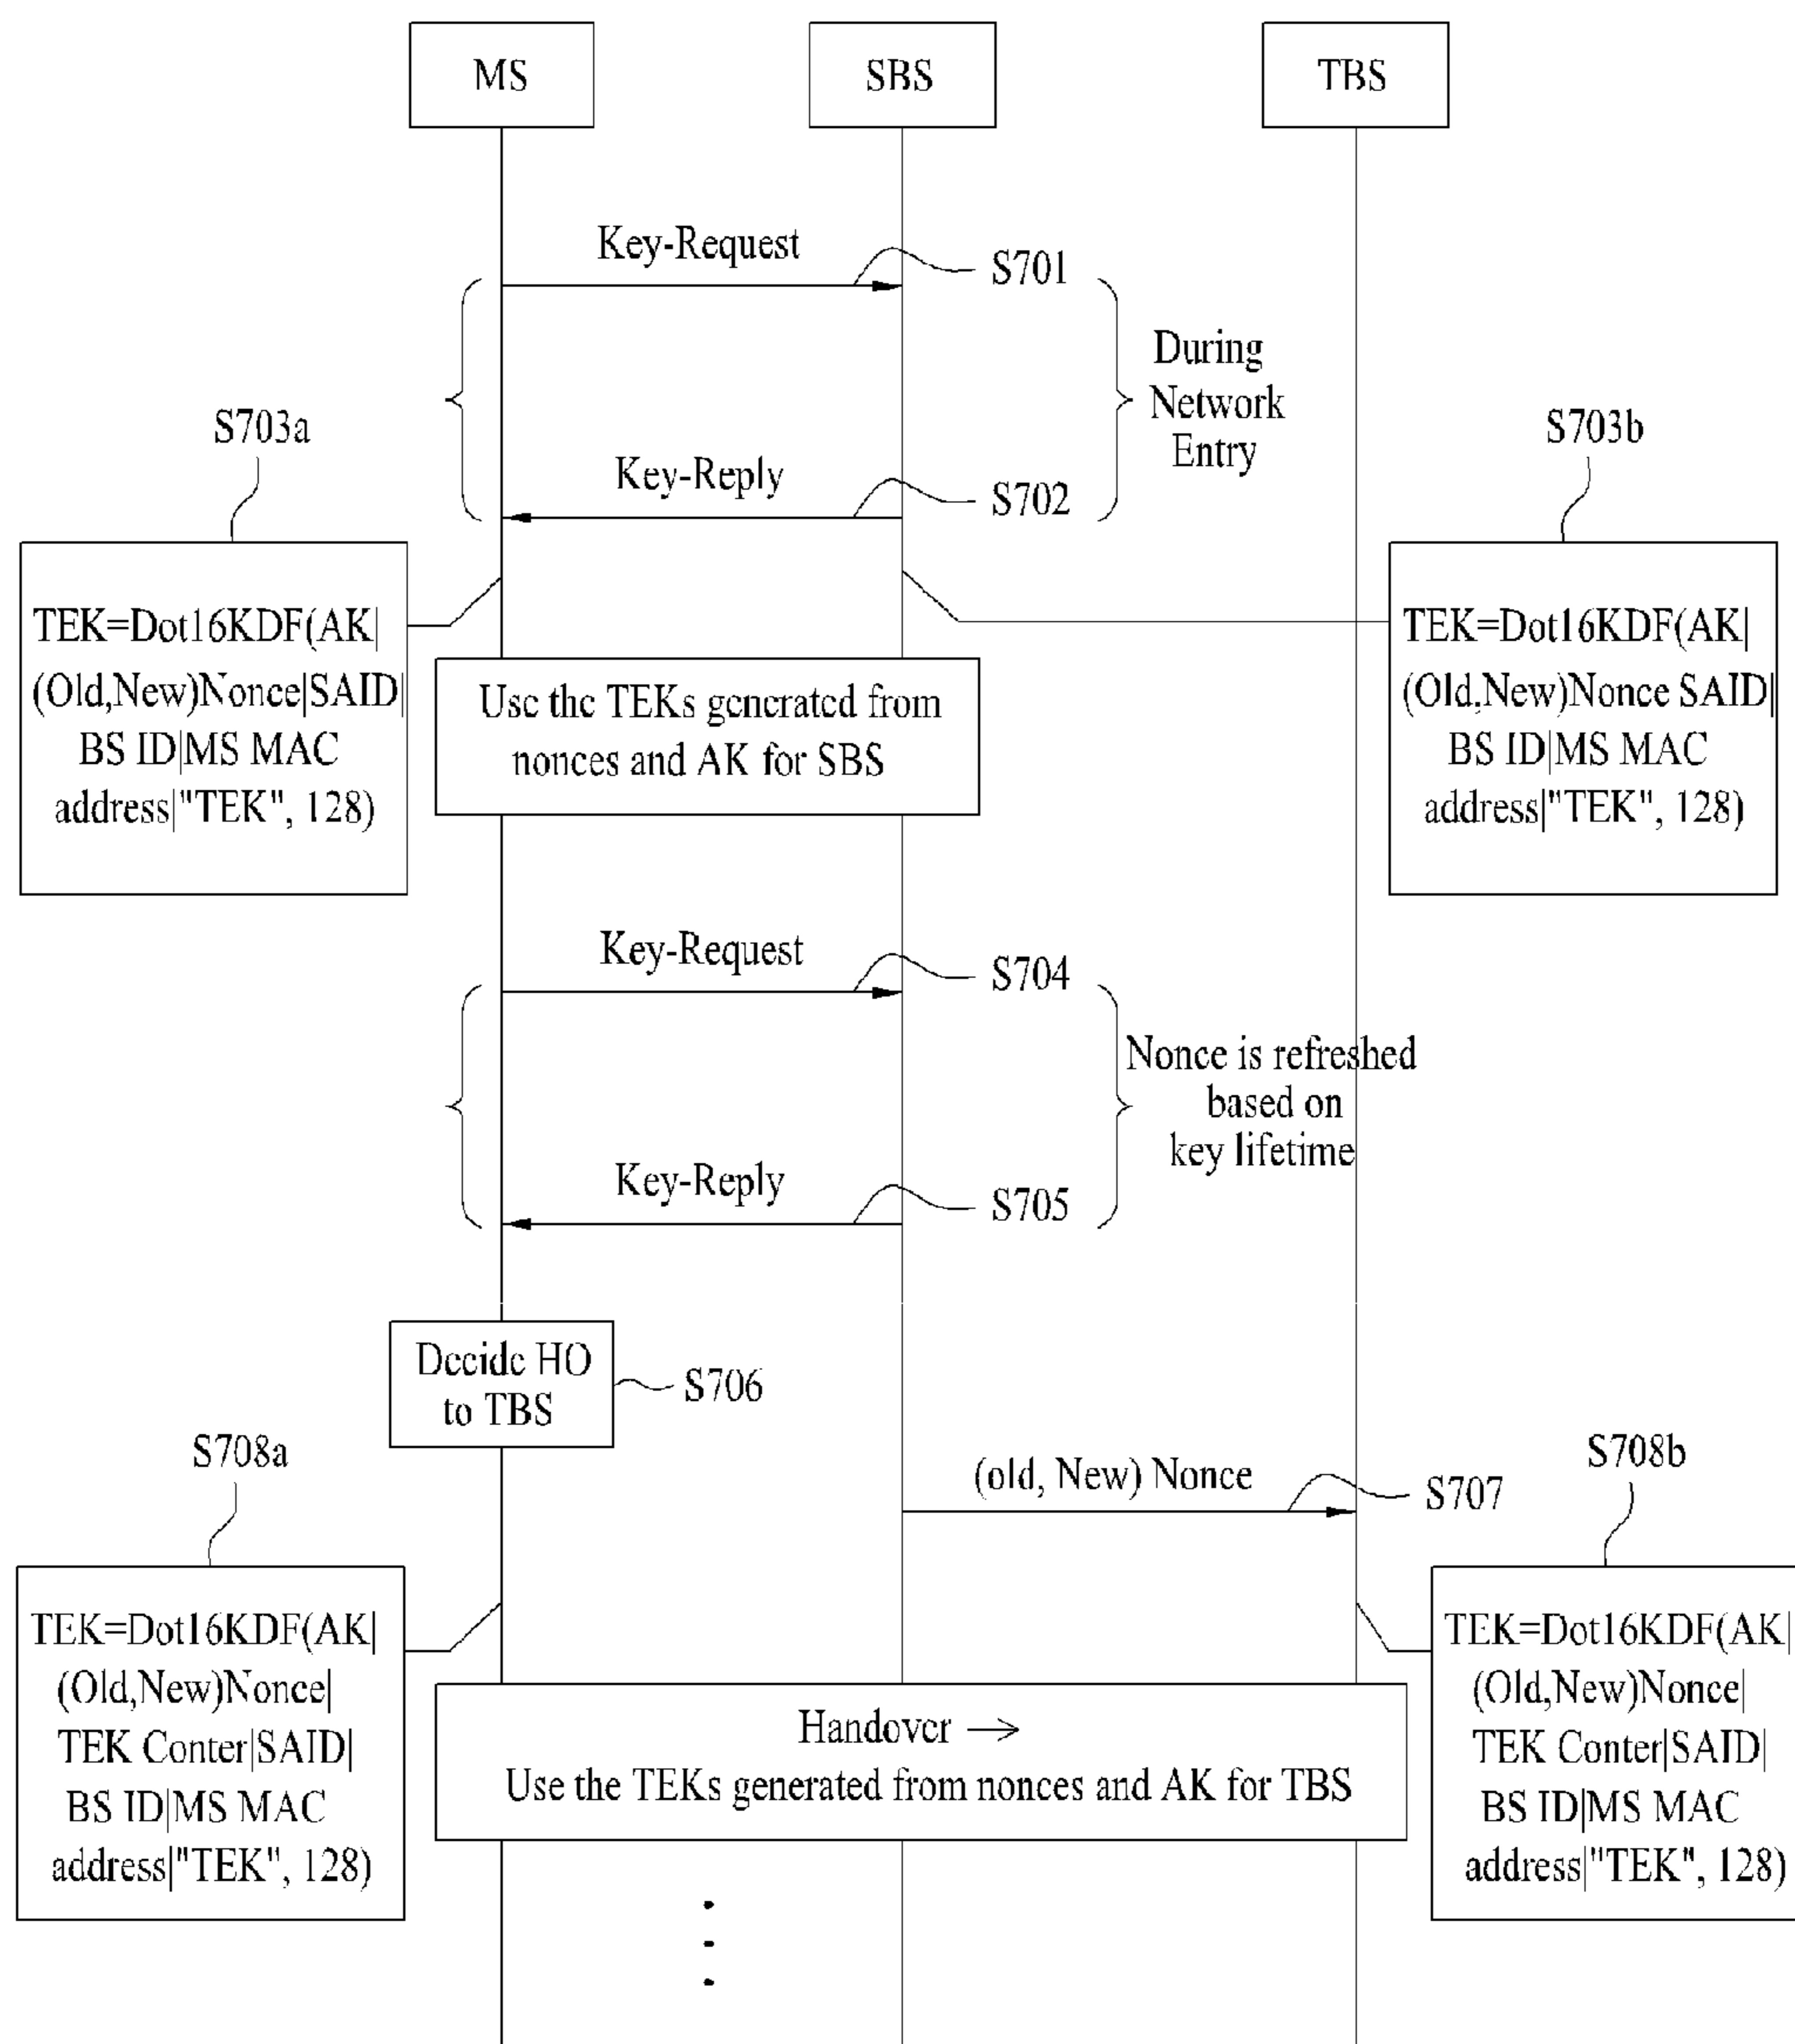 MS
SBS
TBS
Key-Request
S701
During
Network
Entry
S703a
S703b
Key-Reply
S702
TEK=Dot16KDF(AK|
(Old,New)Nonce|SAID|
BS ID|MS MAC
address|"TEK", 128)
TEK=Dot16KDF(AK|
(Old,New)Nonce SAID|
BS ID|MS MAC
address|"TEK", 128)
Use the TEKs generated from
nonces and AK for SBS
Key-Request
S704
Nonce is refreshed
based on
key lifetime
Key-Reply
S705
Decide HO
to TBS
S706
S708a
S708b
(old, New) Nonce
S707
TEK=Dot16KDF(AK|
(Old,New)Nonce|
TEK Conter|SAID|
BS ID|MS MAC
address|"TEK", 128)
TEK=Dot16KDF(AK|
(Old,New)Nonce|
TEK Conter|SAID|
BS ID|MS MAC
address|"TEK", 128)
Handover →
Use the TEKs generated from nonces and AK for TBS